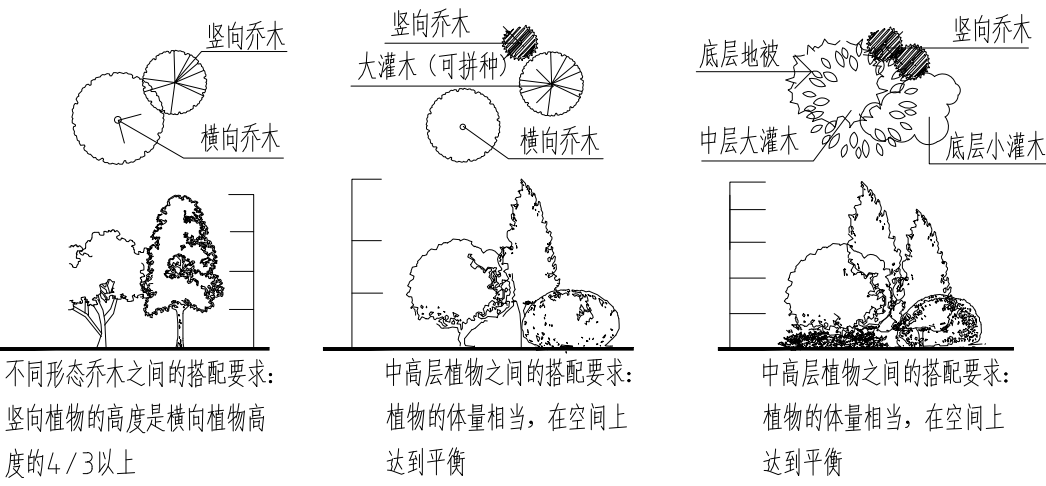 竖向乔木
横向乔木
不同形态乔木之间的搭配要求:
竖向植物的高度是横向植物高
度的4/3以上
竖向乔木
大灌木（可拼种）
横向乔木
中高层植物之间的搭配要求:
植物的体量相当，在空间上
达到平衡
底层地被
竖向乔木
中层大灌木
底层小灌木
中高层植物之间的搭配要求:
植物的体量相当，在空间上
达到平衡